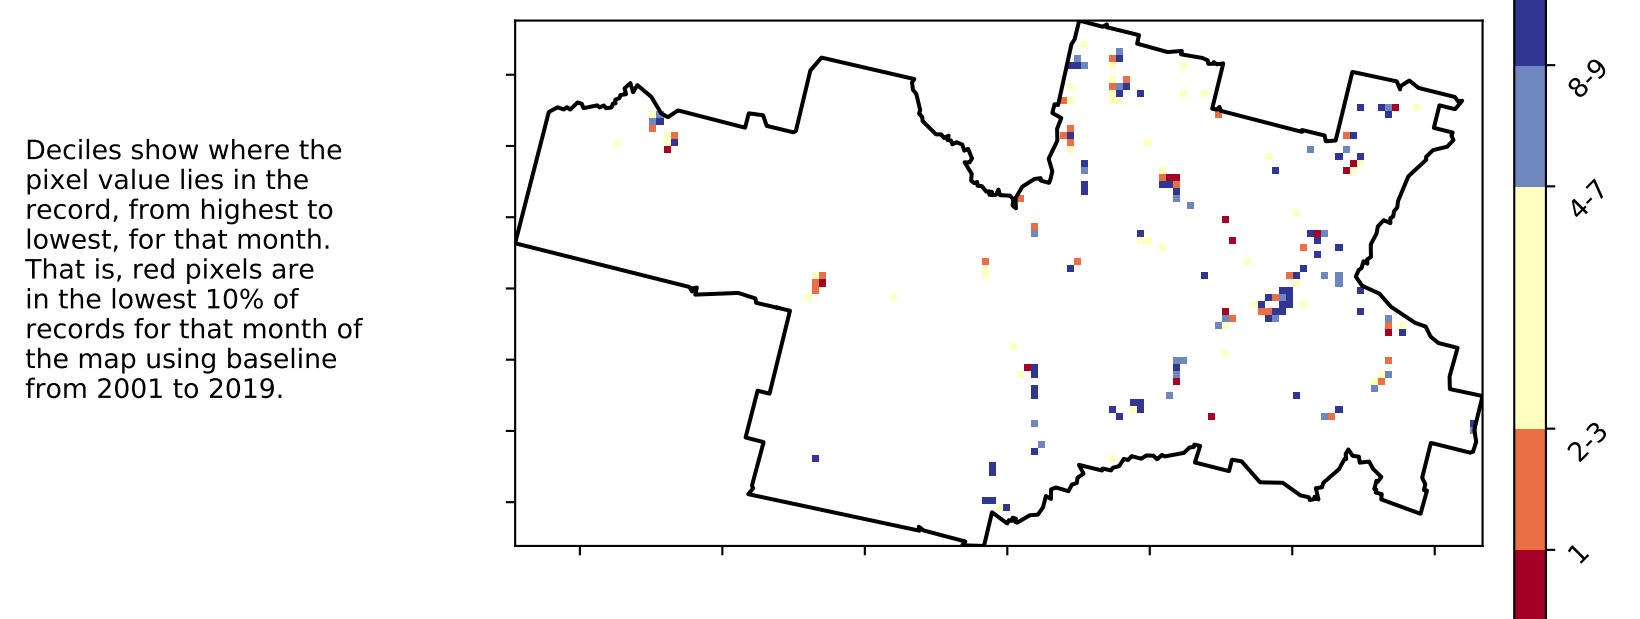 Deciles show where the
pixel value lies in the
record, from highest to
lowest, for that month.
That is, red pixels are
in the lowest 10% of
records for that month of
the map using baseline
from 2001 to 2019.
8-9
4-7
2-3
1